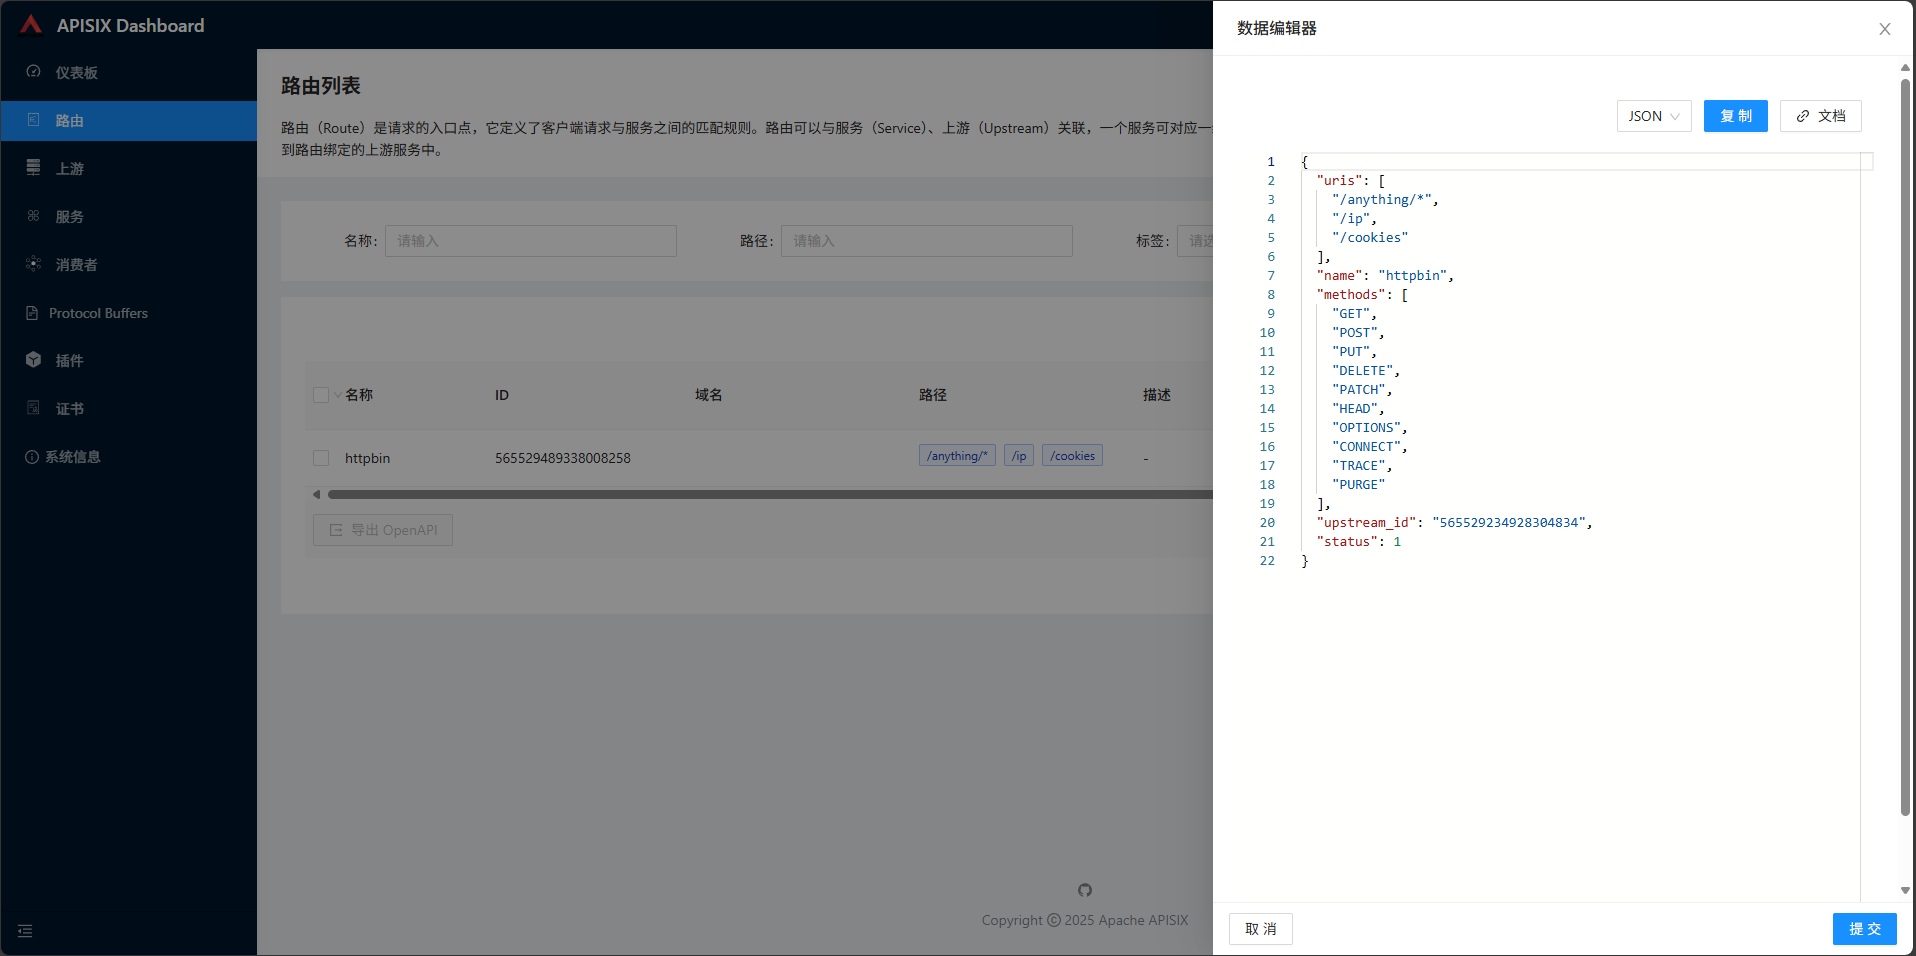 APISIX Dashboard
仪表板
路由
上游
服务
消费者
Protocol Buffers
插件
证书
系统信息
路由列表
路由（Route）是请求的入口点，它定义了客户端请求与服务之间的匹配规则。路由可以与服务（Service）、上游（Upstream）关联，一个服务可对应一
到路由绑定的上游服务中。
名称： 请输入 路径： 请输入 标签： 请
名称 ID 域名 路径 描述
httpbin 565529489338008258 /anything/* /ip /cookies -
导出 OpenAPI
Copyright © 2025 Apache APISIX
数据编辑器
JSON 复 制 文档
1 {
2 "uris": [
3 "/anything/*",
4 "/ip",
5 "/cookies"
6 ],
7 "name": "httpbin",
8 "methods": [
9 "GET",
10 "POST",
11 "PUT",
12 "DELETE",
13 "PATCH",
14 "HEAD",
15 "OPTIONS",
16 "CONNECT",
17 "TRACE",
18 "PURGE"
19 ],
20 "upstream_id": "565529234928304834",
21 "status": 1
22 }
取 消 提 交